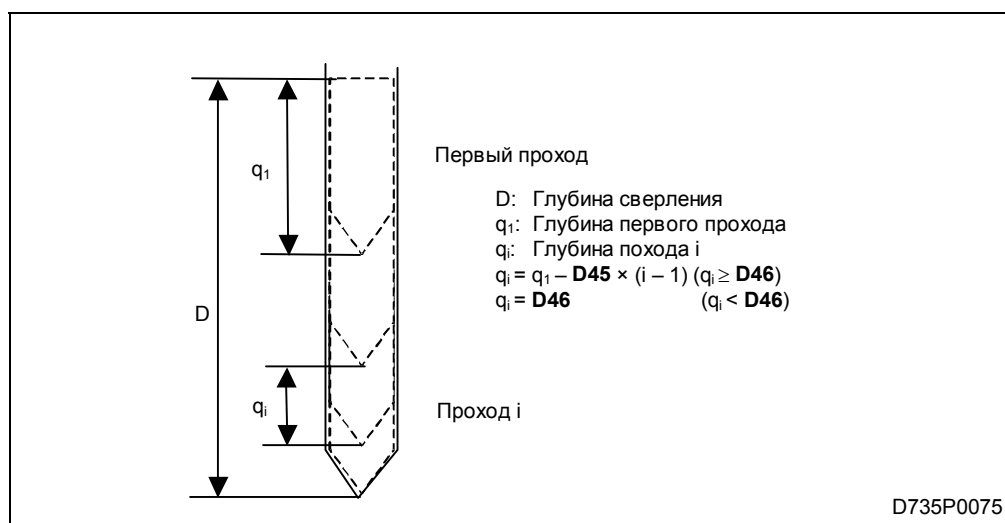 Первый проход
q₁
D: Глубина сверления
q₁: Глубина первого прохода
qᵢ: Глубина похода i
qᵢ = q₁ – D45 × (i – 1) (qᵢ ≥ D46)
qᵢ = D46 (qᵢ < D46)
D
qᵢ
Проход i
D735P0075